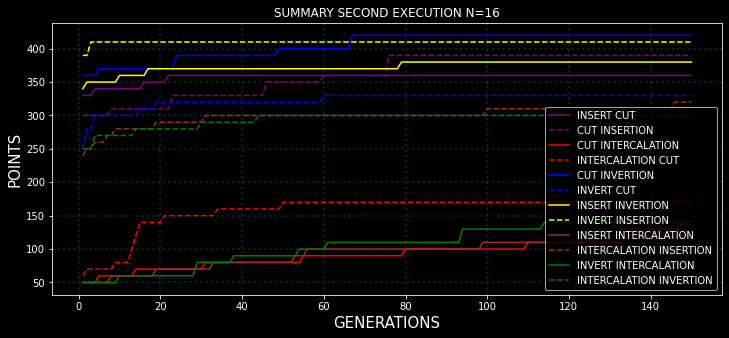 SUMMARY SECOND EXECUTION N=16
POINTS
400
350
300
250
200
150
100
50
0
20
40
60
80
100
120
140
GENERATIONS
INSERT CUT
CUT INSERTION
CUT INTERCALATION
INTERCALATION CUT
CUT INVERTION
INVERT CUT
INSERT INVERTION
INVERT INSERTION
INSERT INTERCALATION
INTERCALATION INSERTION
INVERT INTERCALATION
INTERCALATION INVERTION